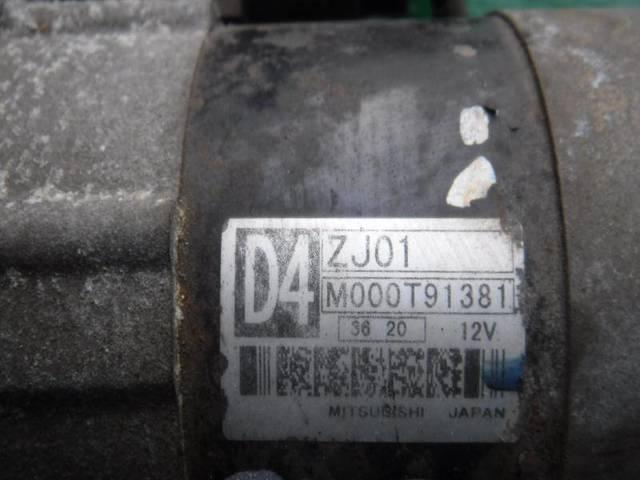 D4 ZJ01
M000T91381
36 20 12V
MITSUBISHI JAPAN